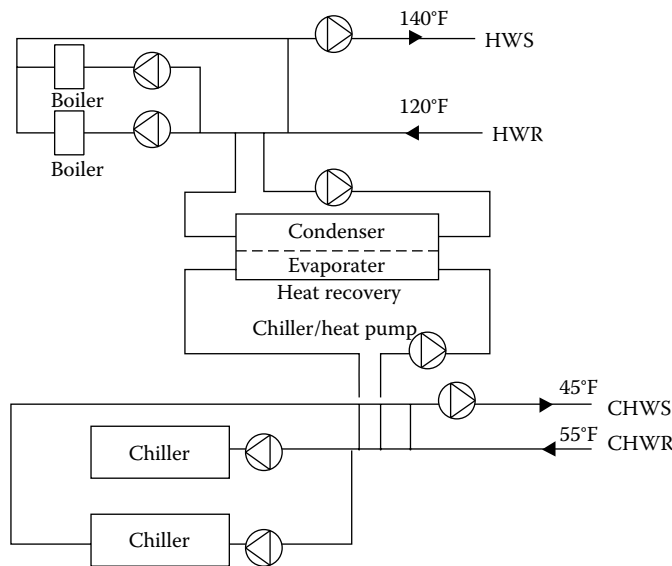 140°F
HWS
Boiler
120°F
HWR
Boiler
Condenser
Evaporater
Heat recovery
Chiller/heat pump
45°F
CHWS
55°F
CHWR
Chiller
Chiller